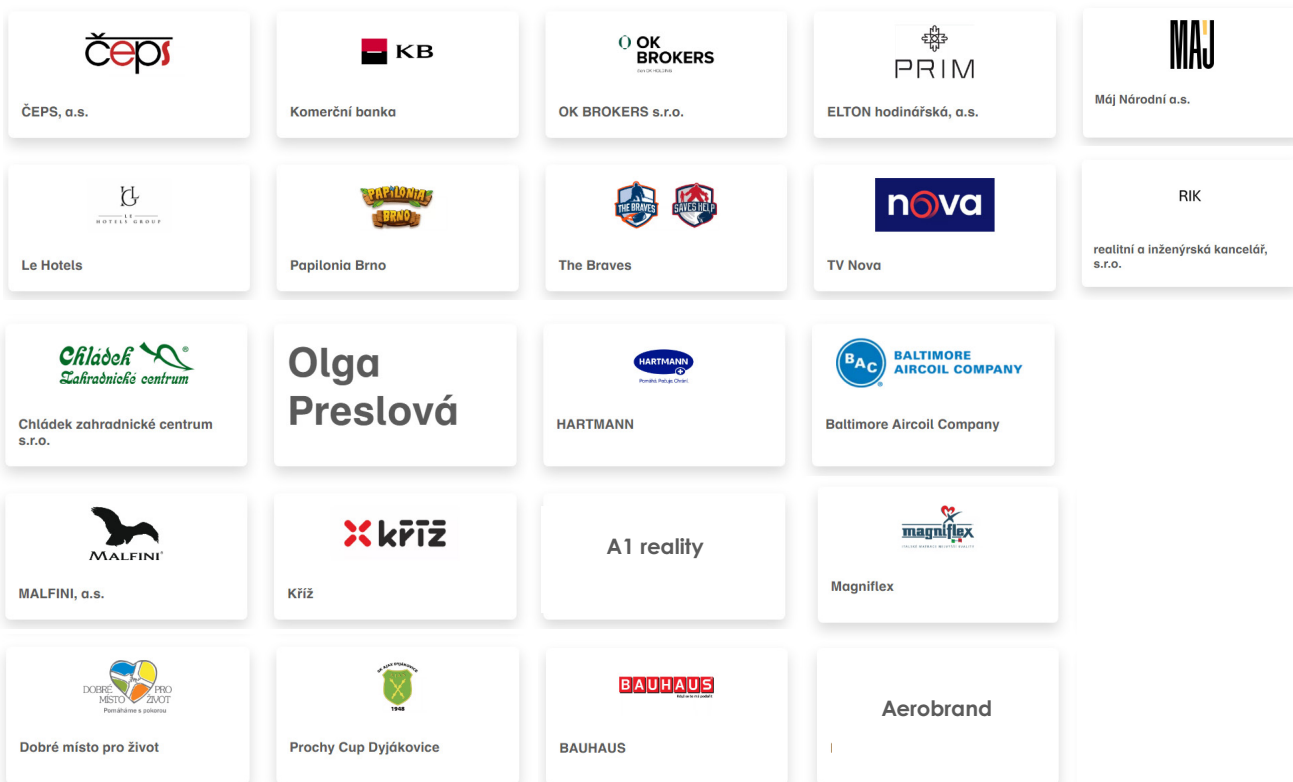 čeps
KB
OK
BROKERS
PRIM
MÁJ
ČEPS, a.s.
Komerční banka
OK BROKERS s.r.o.
ELTON hodinářská, a.s.
Máj Národní a.s.
LE
HOTELS GROUP
PAPILONIA
BRNO
THE BRAVES
SAVES HELP
nova
RIK
Le Hotels
Papilonia Brno
The Braves
TV Nova
realitní a inženýrská kancelář,
s.r.o.
Chládek
Zahradnické centrum
Olga
Preslová
HARTMANN
Pomáhá. Pečuje. Chrání.
BAC
BALTIMORE
AIRCOIL COMPANY
Chládek zahradnické centrum
s.r.o.
HARTMANN
Baltimore Aircoil Company
MALFINI
kříž
A1 reality
magniflex
MALFINI, a.s.
Kříž
Magniflex
DOBRÉ PRO
MÍSTO ŽIVOT
Pomáháme s pokorou
1948
BAUHAUS
Aerobrand
Dobré místo pro život
Prochy Cup Dyjákovice
BAUHAUS